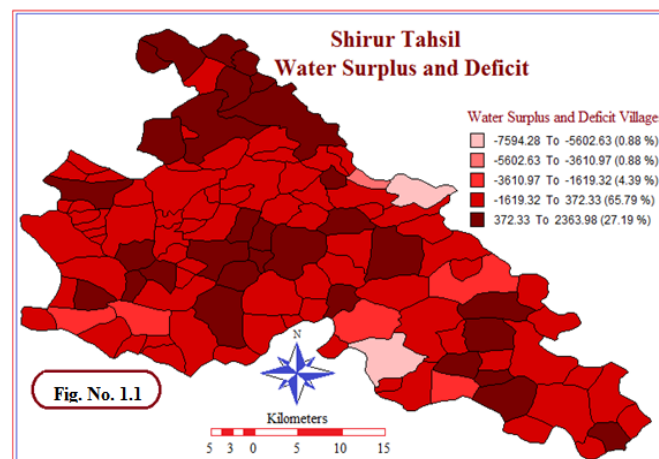 Shirur Tahsil
Water Surplus and Deficit
Water Surplus and Deficit Village
-7594.28 To -5602.63 (0.88 %)
-5602.63 To -3610.97 (0.88 %)
-3610.97 To -1619.32 (4.39 %)
-1619.32 To 372.33 (65.79 %)
372.33 To 2363.98 (27.19 %)
N
Fig. No. 1.1
Kilometers
5 3 0 5 10 15